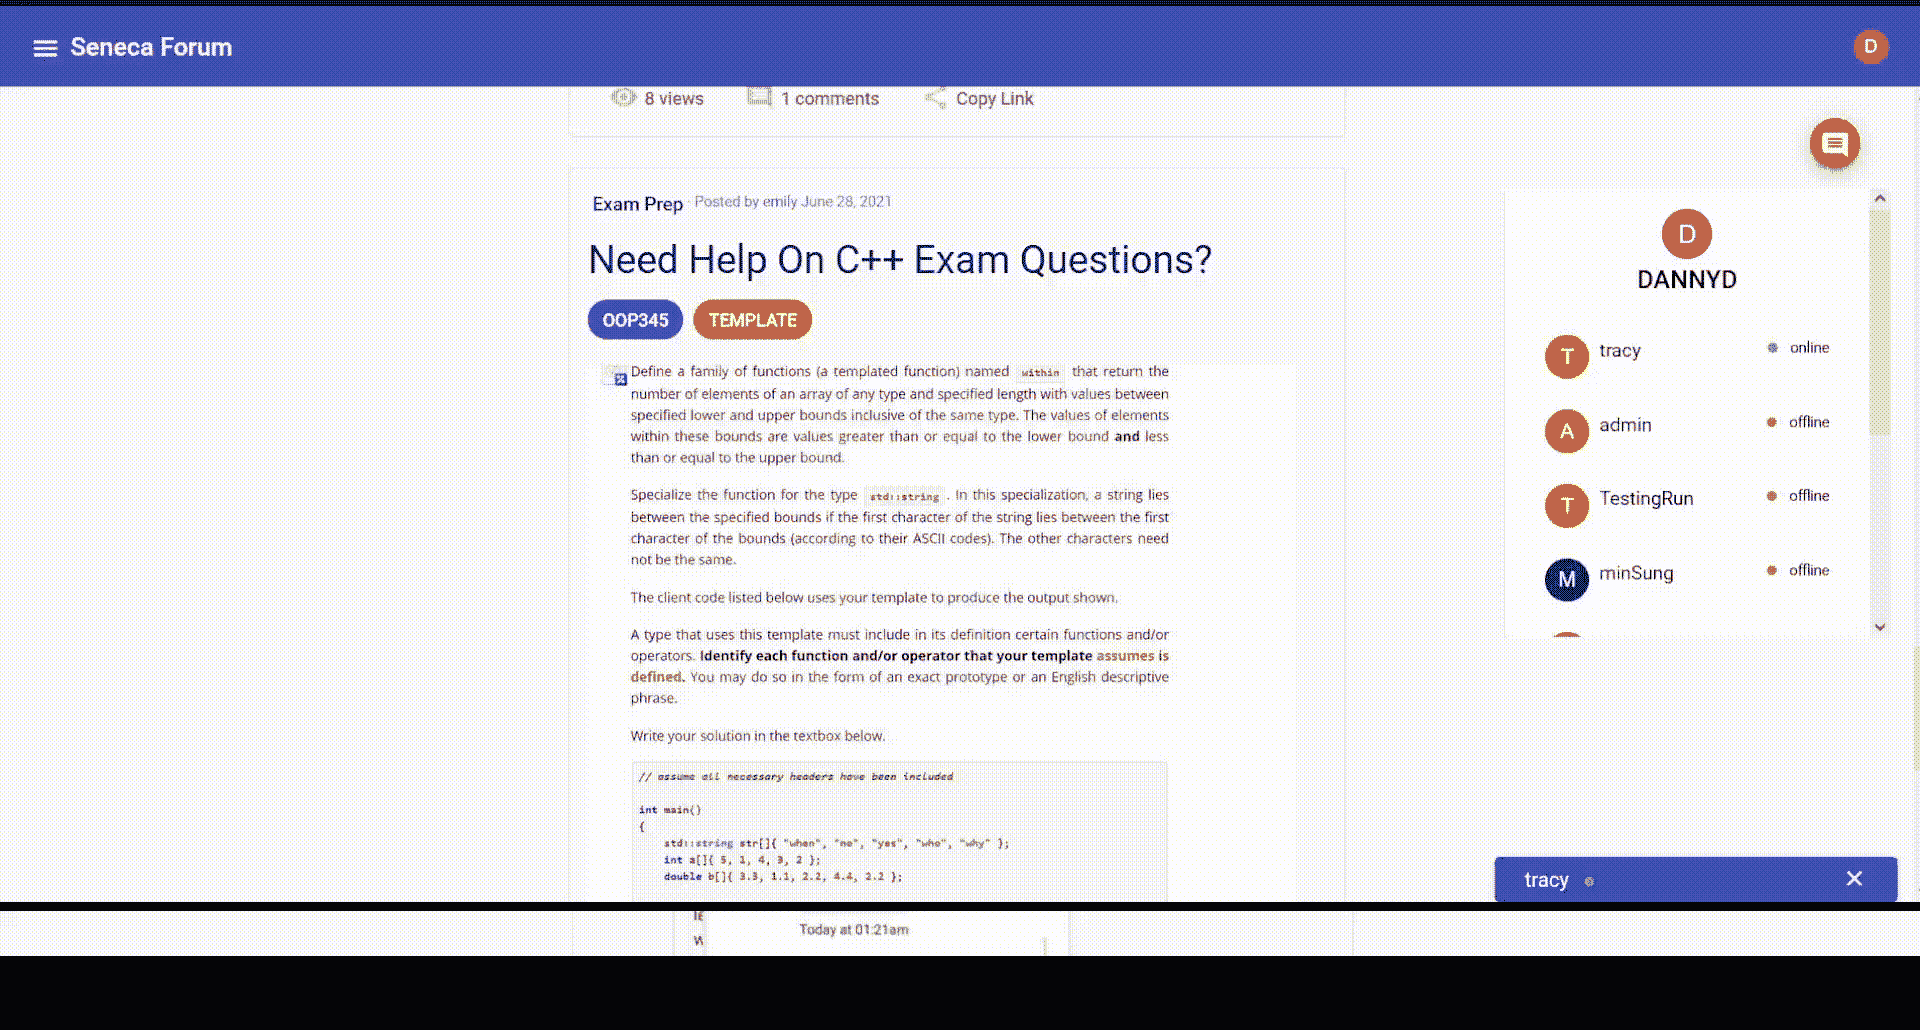 Seneca Forum
D
8 views
1 comments
Copy Link
Exam Prep · Posted by emily June 28, 2021
Need Help On C++ Exam Questions?
OOP345
TEMPLATE
Define a family of functions (a templated function) named within that return the
number of elements of an array of any type and specified length with values between
specified lower and upper bounds inclusive of the same type. The values of elements
within these bounds are values greater than or equal to the lower bound and less
than or equal to the upper bound.
Specialize the function for the type std::string . In this specialization, a string lies
between the specified bounds if the first character of the string lies between the first
character of the bounds (according to their ASCII codes). The other characters need
not be the same.
The client code listed below uses your template to produce the output shown.
A type that uses this template must include in its definition certain functions and/or
operators. Identify each function and/or operator that your template assumes is
defined. You may do so in the form of an exact prototype or an English descriptive
phrase.
Write your solution in the textbox below.
// assume all necessary headers have been included
int main()
{
std::string str[]{ "when", "no", "yes", "who", "why" };
int a[]{ 5, 1, 4, 3, 2 };
double b[]{ 3.3, 1.1, 2.2, 4.4, 2.2 };
D
DANNYD
T tracy online
A admin offline
T TestingRun offline
M minSung offline
tracy
Today at 01:21am